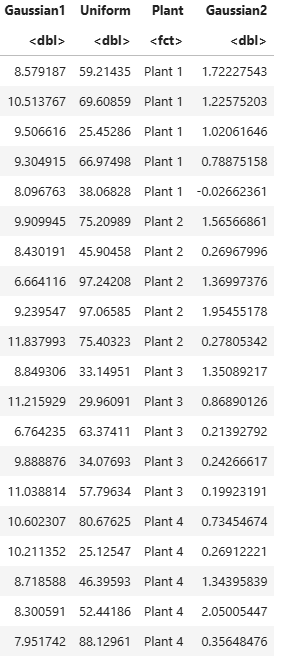 Gaussian1 Uniform Plant Gaussian2
<dbl> <dbl> <fct> <dbl>
8.579187 59.21435 Plant 1 1.72227543
10.513767 69.60859 Plant 1 1.22575203
9.506616 25.45286 Plant 1 1.02061646
9.304915 66.97498 Plant 1 0.78875158
8.096763 38.06828 Plant 1 -0.02662361
9.909945 75.20989 Plant 2 1.56566861
8.430191 45.90458 Plant 2 0.26967996
6.664116 97.24208 Plant 2 1.36997376
9.239547 97.06585 Plant 2 1.95455178
11.837993 75.40323 Plant 2 0.27805342
8.849306 33.14951 Plant 3 1.35089217
11.215929 29.96091 Plant 3 0.86890126
6.764235 63.37411 Plant 3 0.21392792
9.888876 34.07693 Plant 3 0.24266617
11.038814 57.79634 Plant 3 0.19923191
10.602307 80.67625 Plant 4 0.73454674
10.211352 25.12547 Plant 4 0.26912221
8.718588 46.39593 Plant 4 1.34395839
8.300591 52.44186 Plant 4 2.05005447
7.951742 88.12961 Plant 4 0.35648476